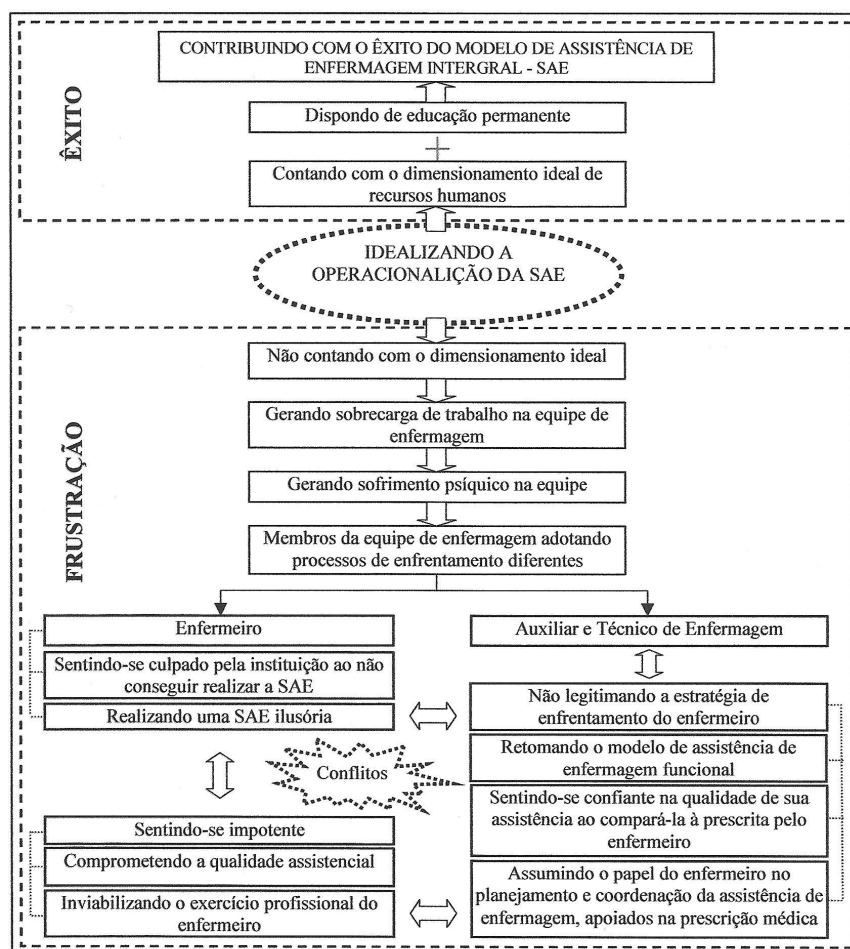 CONTRIBUINDO COM O ÊXITO DO MODELO DE ASSISTÊNCIA DE
ENFERMAGEM INTERGRAL - SAE
Dispondo de educação permanente
+
Contando com o dimensionamento ideal de
recursos humanos
ÊXITO
IDEALIZANDO A
OPERACIONALIÇÃO DA SAE
FRUSTRAÇÃO
Não contando com o dimensionamento ideal
Gerando sobrecarga de trabalho na equipe de
enfermagem
Gerando sofrimento psíquico na equipe
Membros da equipe de enfermagem adotando
processos de enfrentamento diferentes
Enfermeiro
Sentindo-se culpado pela instituição ao não
conseguir realizar a SAE
Realizando uma SAE ilusória
Conflitos
Sentindo-se impotente
Comprometendo a qualidade assistencial
Inviabilizando o exercício profissional do
enfermeiro
Auxiliar e Técnico de Enfermagem
Não legitimando a estratégia de
enfrentamento do enfermeiro
Retomando o modelo de assistência de
enfermagem funcional
Sentindo-se confiante na qualidade de sua
assistência ao compará-la à prescrita pelo
enfermeiro
Assumindo o papel do enfermeiro no
planejamento e coordenação da assistência de
enfermagem, apoiados na prescrição médica